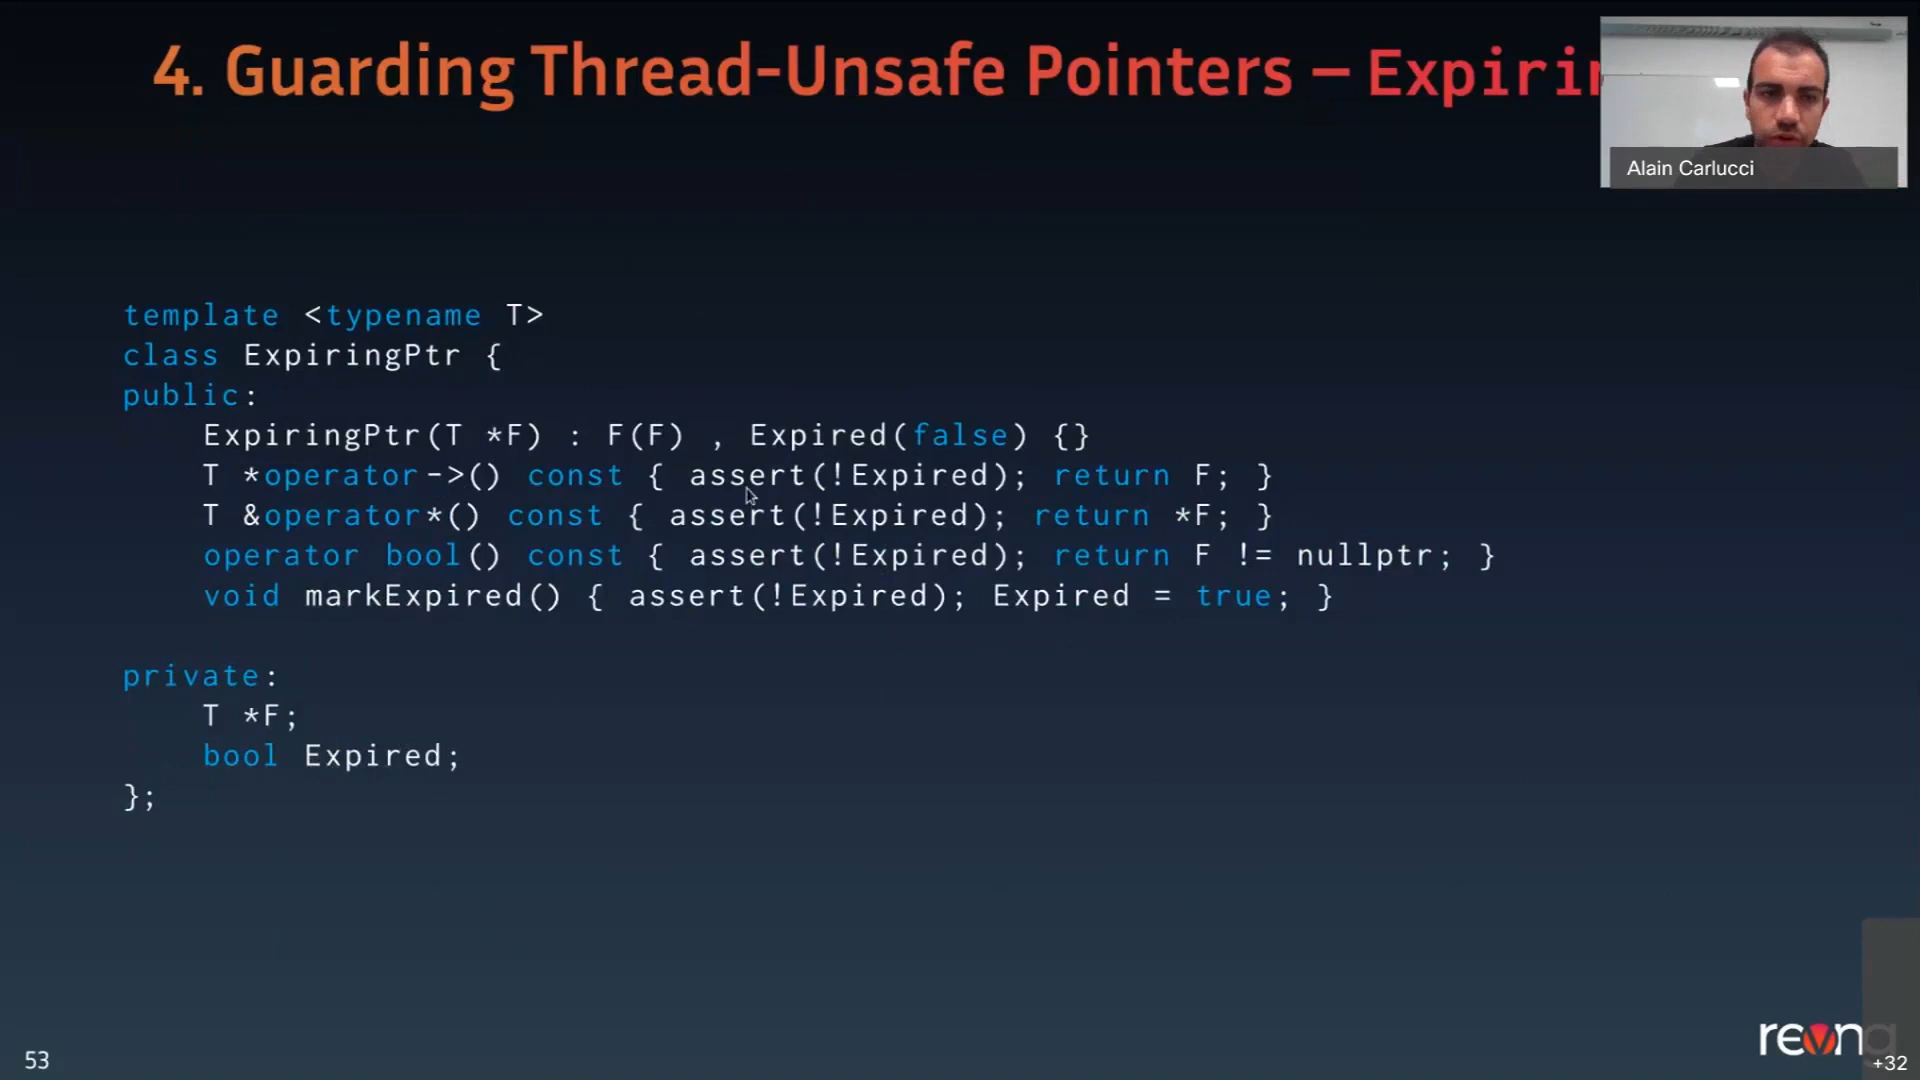 4. Guarding Thread-Unsafe Pointers – Expirin
Alain Carlucci
template <typename T>
class ExpiringPtr {
public:
ExpiringPtr(T *F) : F(F) , Expired(false) {}
T *operator->() const { assert(!Expired); return F; }
T &operator*() const { assert(!Expired); return *F; }
operator bool() const { assert(!Expired); return F != nullptr; }
void markExpired() { assert(!Expired); Expired = true; }
private:
T *F;
bool Expired;
};
53
revng
+32